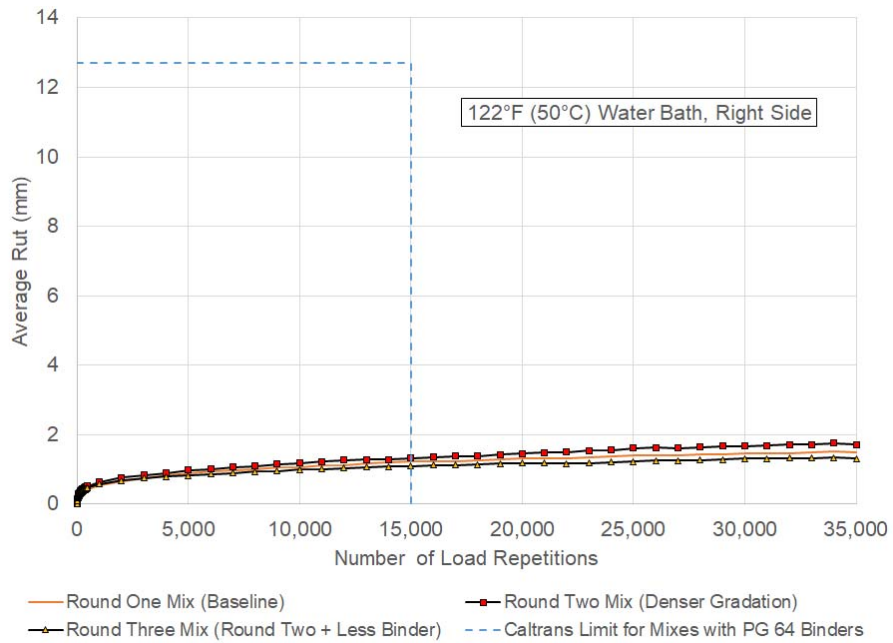 14
12
10
8
6
4
2
0
Average Rut (mm)
122°F (50°C) Water Bath, Right Side
0
5,000
10,000
15,000
20,000
25,000
30,000
35,000
Number of Load Repetitions
Round One Mix (Baseline)
Round Two Mix (Denser Gradation)
Round Three Mix (Round Two + Less Binder)
Caltrans Limit for Mixes with PG 64 Binders